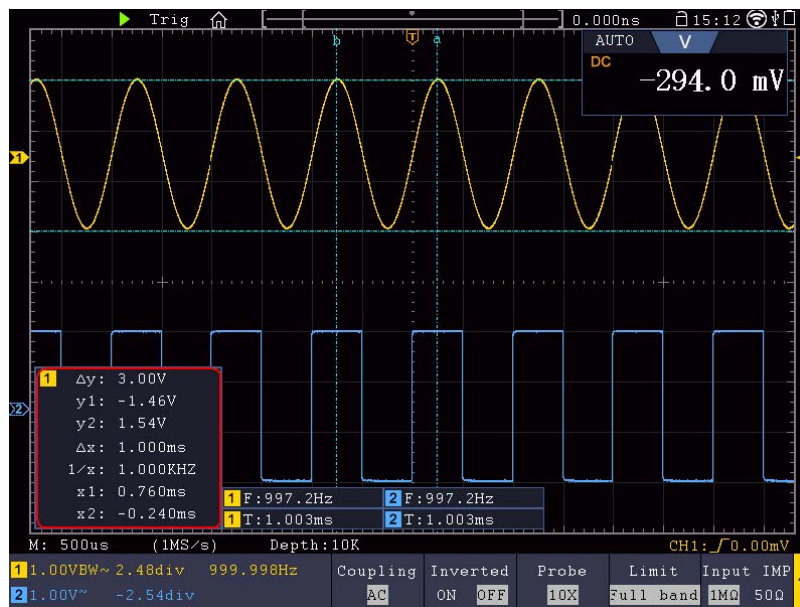 Trig 0.000ns 15:12
AUTO V
DC
-294.0 mV
b T a
1
2
1 Δy: 3.00V
y1: -1.46V
y2: 1.54V
Δx: 1.000ms
1/x: 1.000KHZ
x1: 0.760ms
x2: -0.240ms
1 F:997.2Hz 2 F:997.2Hz
1 T:1.003ms 2 T:1.003ms
M: 500us (1MS/s) Depth:10K CH1: 0.00mV
1 1.00VBW~ 2.48div 999.998Hz
2 1.00V~ -2.54div
Coupling Inverted Probe Limit Input IMP
AC ON OFF 10X Full band 1MΩ 50Ω